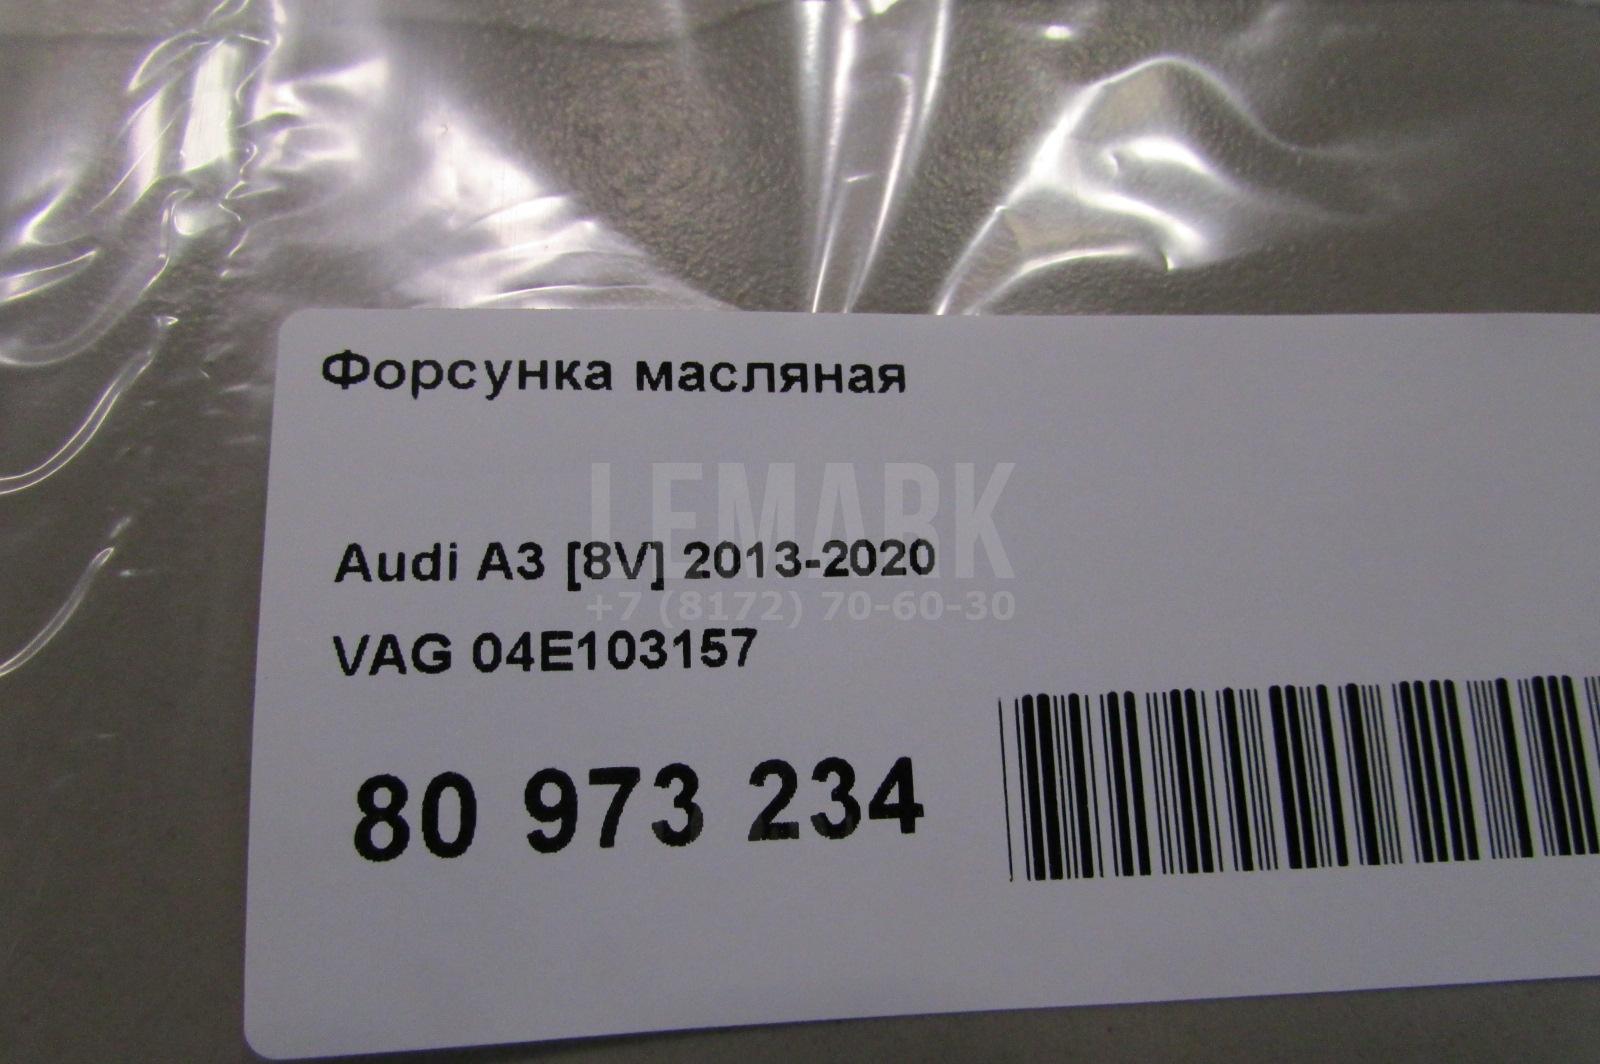 Форсунка масляная
LEMARK
Audi A3 [8V] 2013-2020
+7 (8172) 70-60-30
VAG 04E103157
80 973 234